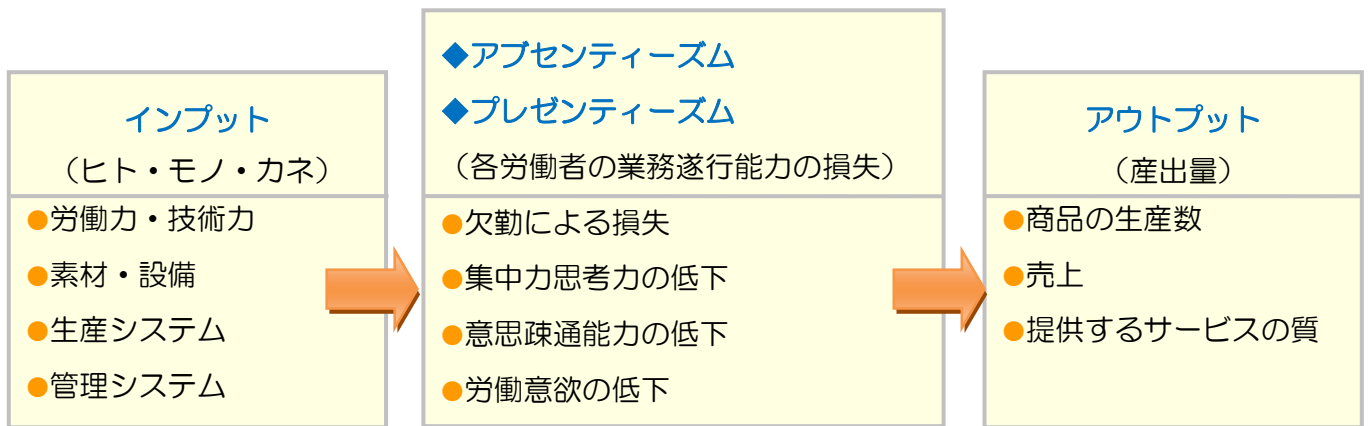 インプット
（ヒト・モノ・カネ）
●労働力・技術力
●素材・設備
●生産システム
●管理システム
◆アブセンティーズム
◆プレゼンティーズム
（各労働者の業務遂行能力の損失）
●欠勤による損失
●集中力思考力の低下
●意思疎通能力の低下
●労働意欲の低下
アウトプット
（産出量）
●商品の生産数
●売上
●提供するサービスの質